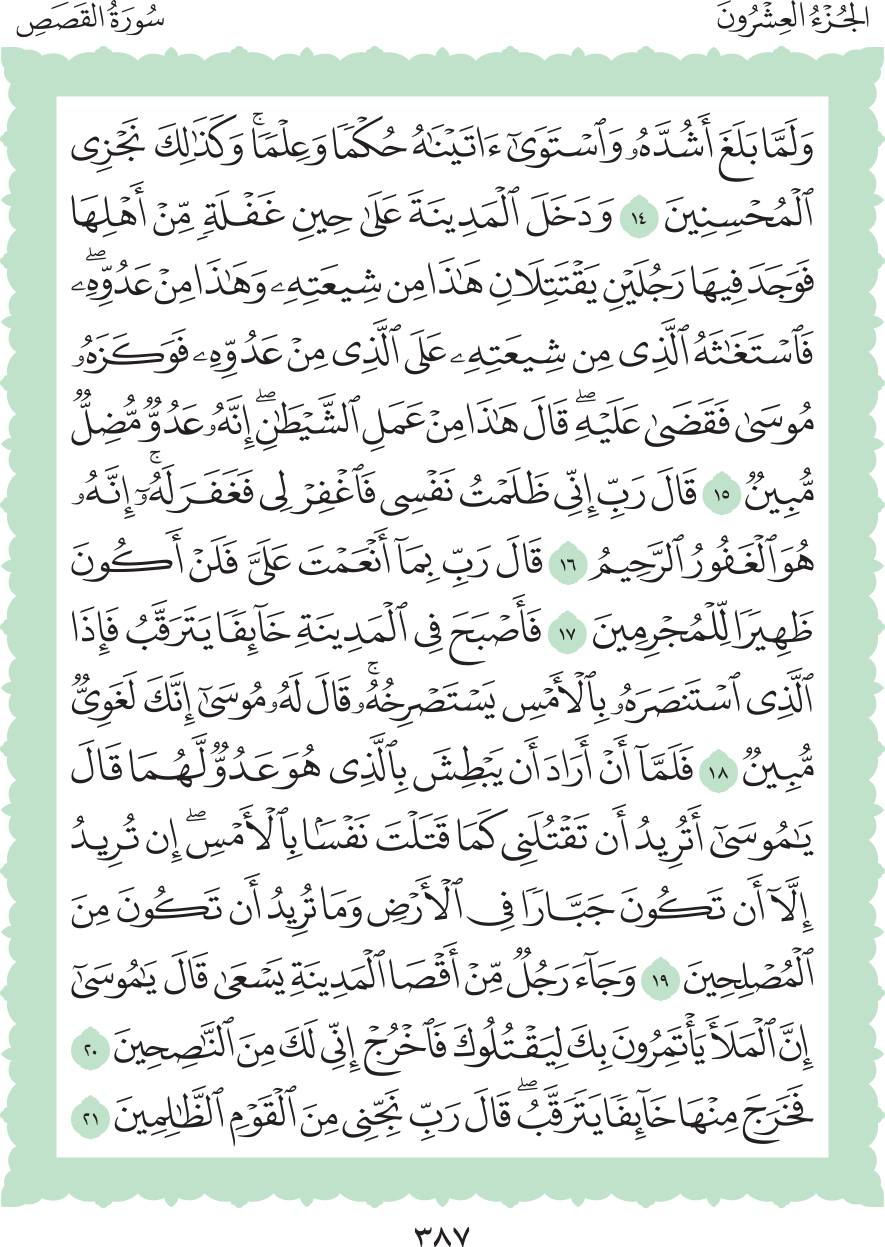 الجُزْءُ العِشْرُونَ
سُورَةُ القَصَصِ
وَلَمَّا بَلَغَ أَشُدَّهُۥ وَٱسْتَوَىٰٓ ءَاتَيْنَٰهُ حُكْمًا وَعِلْمًاۚ وَكَذَٰلِكَ نَجْزِى
ٱلْمُحْسِنِينَ ١٤ وَدَخَلَ ٱلْمَدِينَةَ عَلَىٰ حِينِ غَفْلَةٍ مِّنْ أَهْلِهَا
فَوَجَدَ فِيهَا رَجُلَيْنِ يَقْتَتِلَانِ هَٰذَا مِن شِيعَتِهِۦ وَهَٰذَا مِنْ عَدُوِّهِۦۖ
فَٱسْتَغَٰثَهُ ٱلَّذِى مِن شِيعَتِهِۦ عَلَى ٱلَّذِى مِنْ عَدُوِّهِۦ فَوَكَزَهُۥ
مُوسَىٰ فَقَضَىٰ عَلَيْهِۖ قَالَ هَٰذَا مِنْ عَمَلِ ٱلشَّيْطَٰنِۖ إِنَّهُۥ عَدُوٌّ مُّضِلٌّ
مُّبِينٌ ١٥ قَالَ رَبِّ إِنِّى ظَلَمْتُ نَفْسِى فَٱغْفِرْ لِى فَغَفَرَ لَهُۥٓۚ إِنَّهُۥ
هُوَ ٱلْغَفُورُ ٱلرَّحِيمُ ١٦ قَالَ رَبِّ بِمَآ أَنْعَمْتَ عَلَىَّ فَلَنْ أَكُونَ
ظَهِيرًا لِّلْمُجْرِمِينَ ١٧ فَأَصْبَحَ فِى ٱلْمَدِينَةِ خَآئِفًا يَتَرَقَّبُ فَإِذَا
ٱلَّذِى ٱسْتَنصَرَهُۥ بِٱلْأَمْسِ يَسْتَصْرِخُهُۥۚ قَالَ لَهُۥ مُوسَىٰٓ إِنَّكَ لَغَوِىٌّ
مُّبِينٌ ١٨ فَلَمَّآ أَنْ أَرَادَ أَن يَبْطِشَ بِٱلَّذِى هُوَ عَدُوٌّ لَّهُمَا قَالَ
يَٰمُوسَىٰٓ أَتُرِيدُ أَن تَقْتُلَنِى كَمَا قَتَلْتَ نَفْسًۢا بِٱلْأَمْسِۖ إِن تُرِيدُ
إِلَّآ أَن تَكُونَ جَبَّارًا فِى ٱلْأَرْضِ وَمَا تُرِيدُ أَن تَكُونَ مِنَ
ٱلْمُصْلِحِينَ ١٩ وَجَآءَ رَجُلٌ مِّنْ أَقْصَا ٱلْمَدِينَةِ يَسْعَىٰ قَالَ يَٰمُوسَىٰٓ
إِنَّ ٱلْمَلَأَ يَأْتَمِرُونَ بِكَ لِيَقْتُلُوكَ فَٱخْرُجْ إِنِّى لَكَ مِنَ ٱلنَّٰصِحِينَ ٢٠
فَخَرَجَ مِنْهَا خَآئِفًا يَتَرَقَّبُۖ قَالَ رَبِّ نَجِّنِى مِنَ ٱلْقَوْمِ ٱلظَّٰلِمِينَ ٢١
٣٨٧